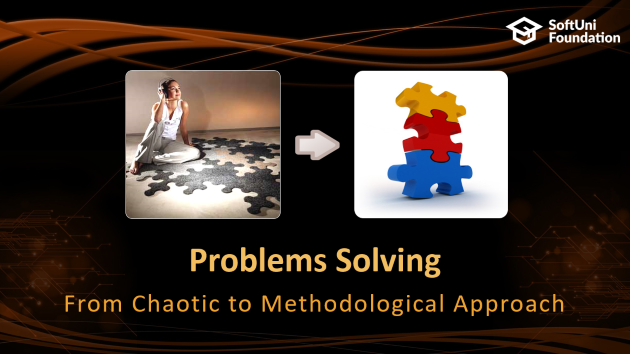 SoftUni
Foundation
Problems Solving
From Chaotic to Methodological Approach